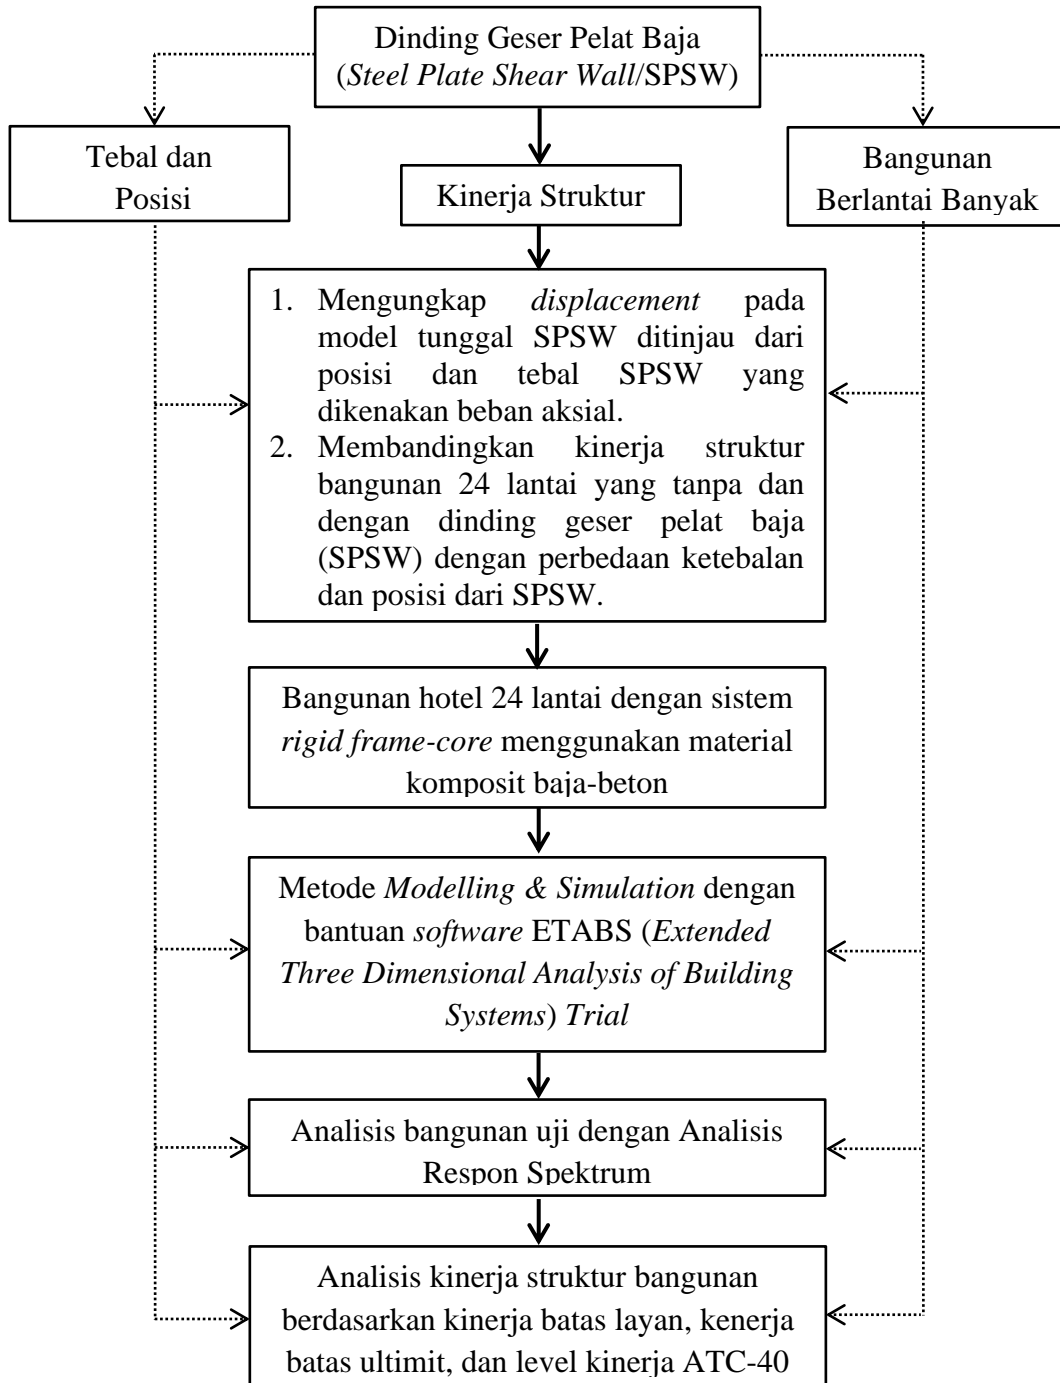 Dinding Geser Pelat Baja
(Steel Plate Shear Wall/SPSW)
Tebal dan
Posisi
Kinerja Struktur
Bangunan
Berlantai Banyak
1. Mengungkap displacement pada
model tunggal SPSW ditinjau dari
posisi dan tebal SPSW yang
dikenakan beban aksial.
2. Membandingkan kinerja struktur
bangunan 24 lantai yang tanpa dan
dengan dinding geser pelat baja
(SPSW) dengan perbedaan ketebalan
dan posisi dari SPSW.
Bangunan hotel 24 lantai dengan sistem
rigid frame-core menggunakan material
komposit baja-beton
Metode Modelling & Simulation dengan
bantuan software ETABS (Extended
Three Dimensional Analysis of Building
Systems) Trial
Analisis bangunan uji dengan Analisis
Respon Spektrum
Analisis kinerja struktur bangunan
berdasarkan kinerja batas layan, kenerja
batas ultimit, dan level kinerja ATC-40